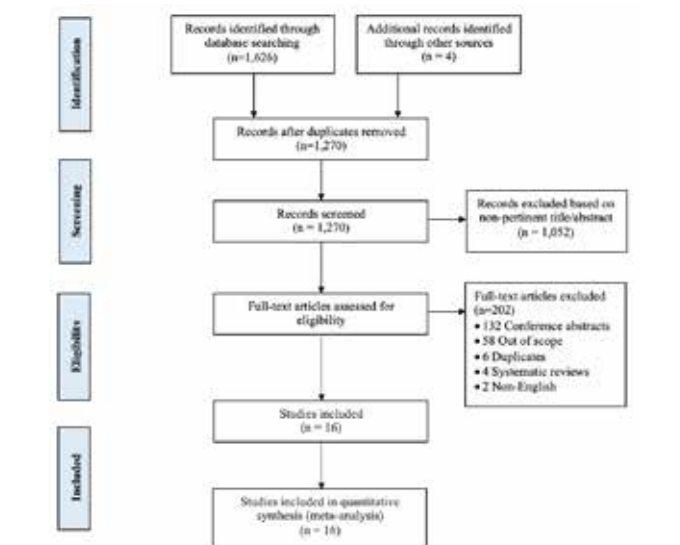 Identification
Records identified through
database searching
(n=1,626)
Additional records identified
through other sources
(n = 4)
Records after duplicates removed
(n=1,270)
Screening
Records screened
(n = 1,270)
Records excluded based on
non-pertinent title/abstract
(n = 1,052)
Eligibility
Full-text articles assessed for
eligibility
Full-text articles excluded
(n=202)
• 132 Conference abstracts
• 58 Out of scope
• 6 Duplicates
• 4 Systematic reviews
• 2 Non-English
Included
Studies included
(n = 16)
Studies included in quantitative
synthesis (meta-analysis)
(n = 16)